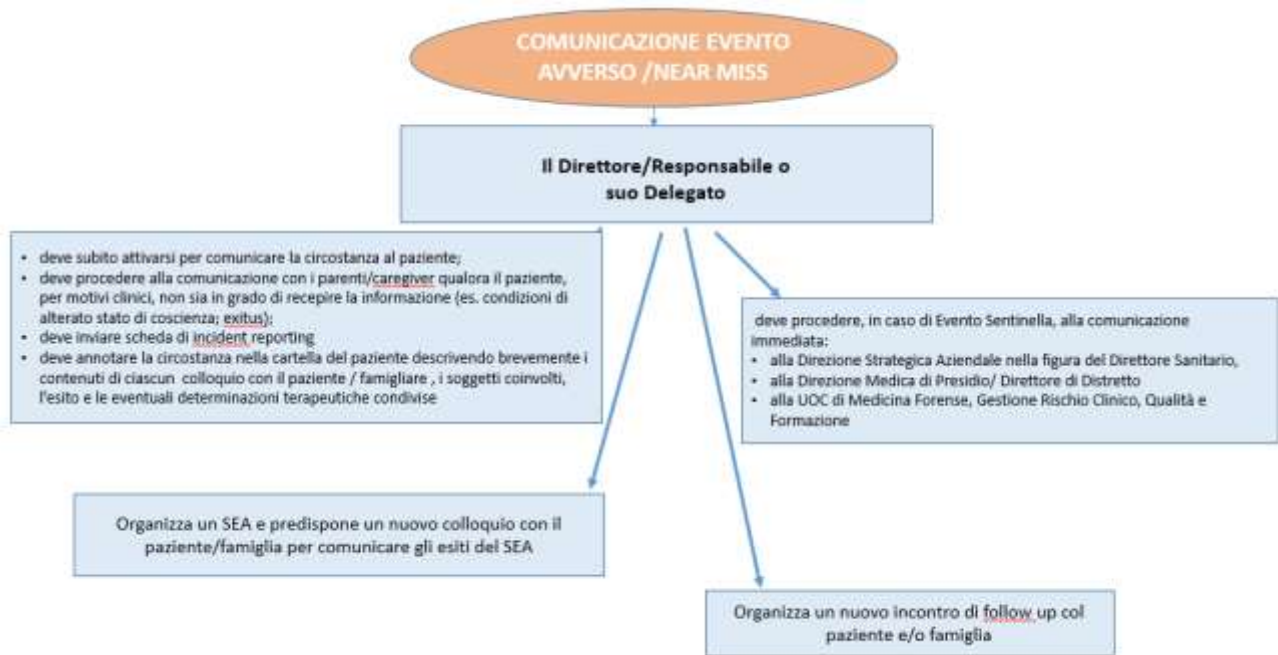 COMUNICAZIONE EVENTO
AVVERSO /NEAR MISS
Il Direttore/Responsabile o
suo Delegato
• deve subito attivarsi per comunicare la circostanza al paziente;
• deve procedere alla comunicazione con i parenti/caregiver qualora il paziente,
per motivi clinici, non sia in grado di recepire la informazione (es. condizioni di
alterato stato di coscienza; exitus);
• deve inviare scheda di incident reporting
• deve annotare la circostanza nella cartella del paziente descrivendo brevemente i
contenuti di ciascun colloquio con il paziente / famigliare , i soggetti coinvolti,
l'esito e le eventuali determinazioni terapeutiche condivise
deve procedere, in caso di Evento Sentinella, alla comunicazione
immediata:
• alla Direzione Strategica Aziendale nella figura del Direttore Sanitario,
• alla Direzione Medica di Presidio/ Direttore di Distretto
• alla UOC di Medicina Forense, Gestione Rischio Clinico, Qualità e
Formazione
Organizza un SEA e predispone un nuovo colloquio con il
paziente/famiglia per comunicare gli esiti del SEA
Organizza un nuovo incontro di follow up col
paziente e/o famiglia